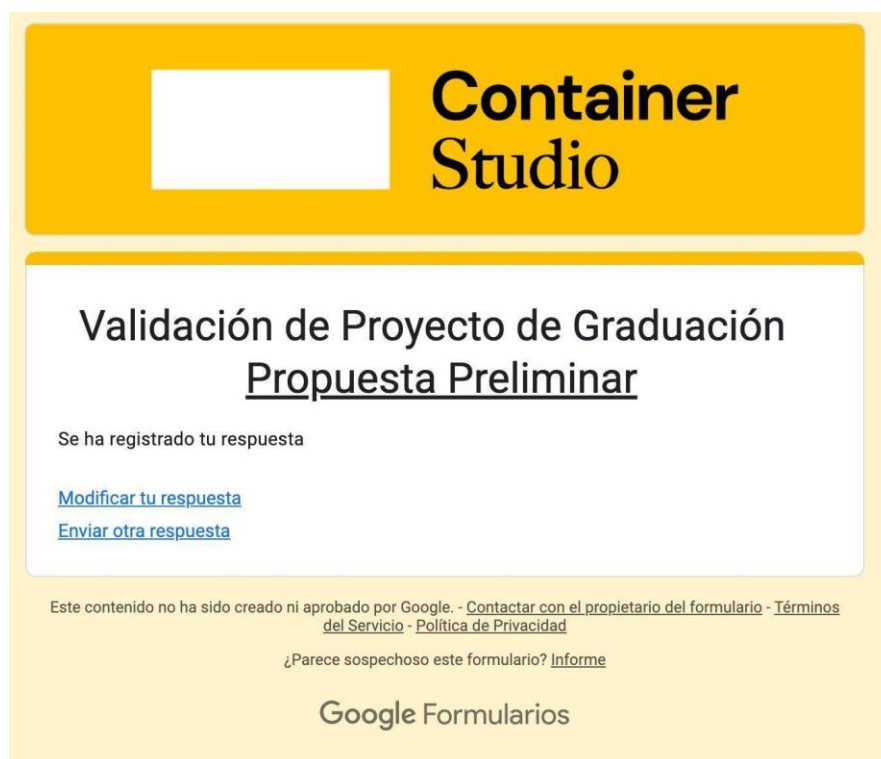 Container
Studio
Validación de Proyecto de Graduación
Propuesta Preliminar
Se ha registrado tu respuesta
Modificar tu respuesta
Enviar otra respuesta
Este contenido no ha sido creado ni aprobado por Google. - Contactar con el propietario del formulario - Términos
del Servicio - Política de Privacidad
¿Parece sospechoso este formulario? Informe
Google Formularios